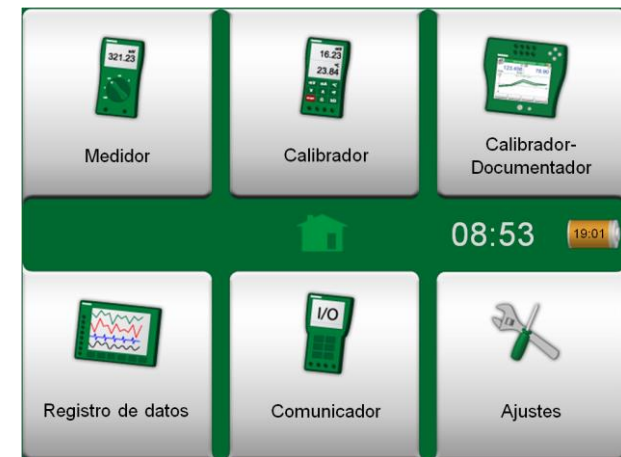 321.23
16.23
23.84
Medidor
Calibrador
Calibrador-
Documentador
08:53
19:01
I/O
Registro de datos
Comunicador
Ajustes